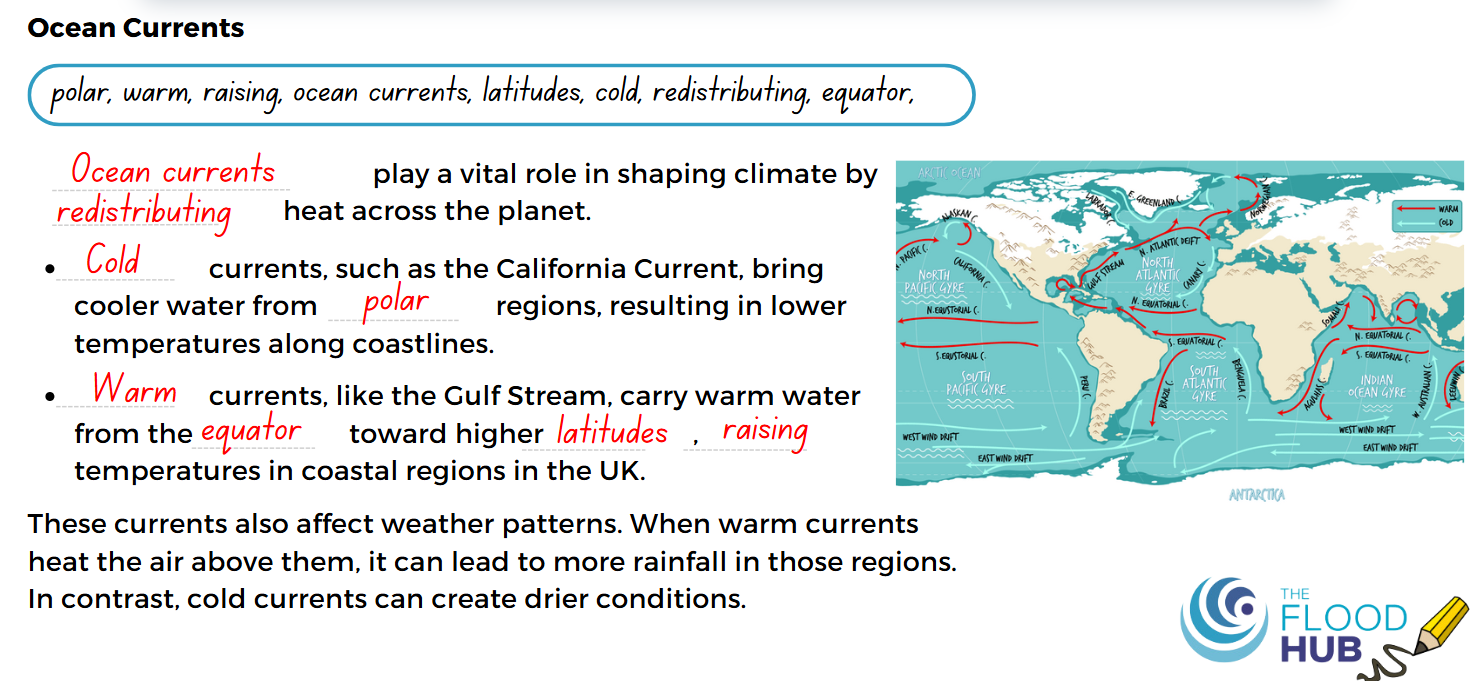 Ocean Currents
polar, warm, raising, ocean currents, latitudes, cold, redistributing, equator,
Ocean currents play a vital role in shaping climate by
redistributing heat across the planet.
• Cold currents, such as the California Current, bring
cooler water from polar regions, resulting in lower
temperatures along coastlines.
• Warm currents, like the Gulf Stream, carry warm water
from the equator toward higher latitudes , raising
temperatures in coastal regions in the UK.
These currents also affect weather patterns. When warm currents
heat the air above them, it can lead to more rainfall in those regions.
In contrast, cold currents can create drier conditions.
ARCTIC OCEAN
ALASKAN C.
LABRADOR
E. GREENLAND C.
NORWEGIAN
WARM
COLD
PACIFIC C.
CALIFORNIA C.
NORTH
PACIFIC GYRE
GULF STREAM
N. ATLANTIC DRIFT
NORTH
ATLANTIC
GYRE
CANARY C.
N. EQUSTORIAL C.
S. EQUSTORIAL C.
N. EQUATORIAL C.
S. EQUATORIAL C.
SOMALI C.
N. EQUATORIAL C.
S. EQUATORIAL C.
SOUTH
PACIFIC GYRE
PERU C.
BRAZIL C.
SOUTH
ATLANTIC
GYRE
BENGUELA C.
AGULHAS C.
INDIAN
OCEAN GYRE
W. AUSTRALIAN C.
LEEUWIN C.
WEST WIND DRIFT
EAST WIND DRIFT
WEST WIND DRIFT
EAST WIND DRIFT
ANTARCTICA
THE
FLOOD
HUB